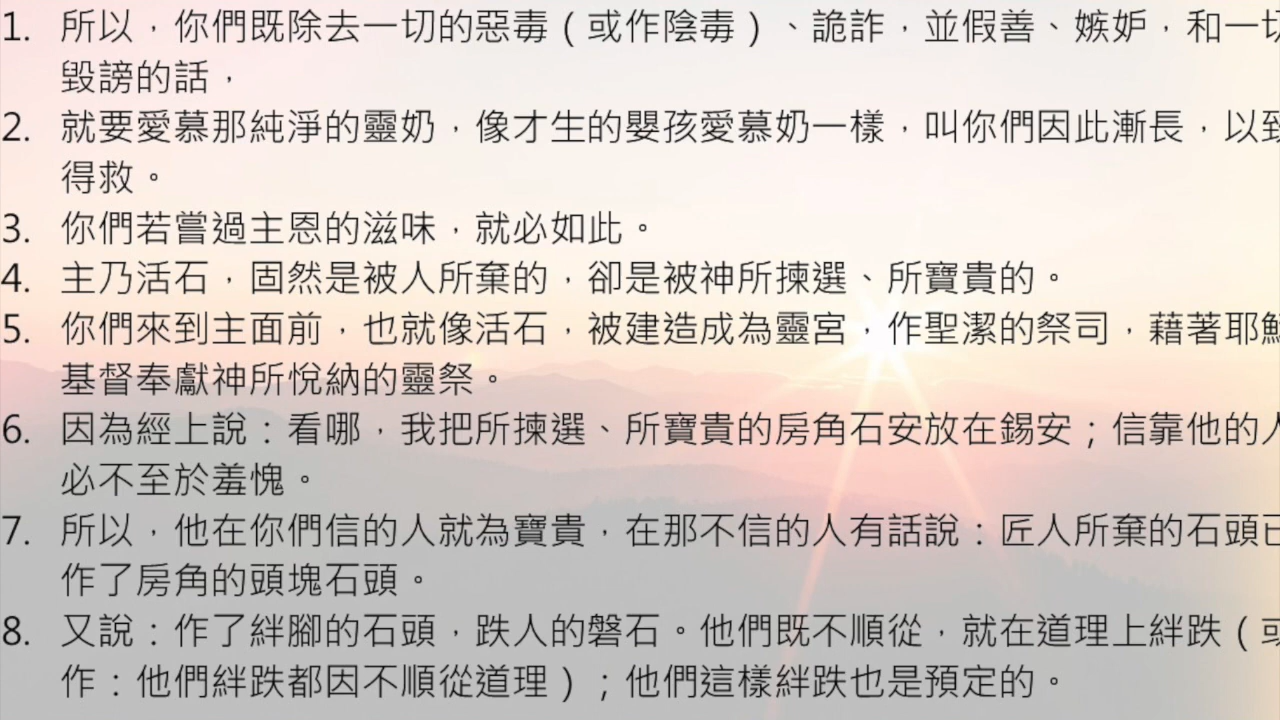 1. 所以，你們既除去一切的惡毒（或作陰毒）、詭詐，並假善、嫉妒，和一切
毀謗的話，
2. 就要愛慕那純淨的靈奶，像才生的嬰孩愛慕奶一樣，叫你們因此漸長，以致
得救。
3. 你們若嘗過主恩的滋味，就必如此。
4. 主乃活石，固然是被人所棄的，卻是被神所揀選、所寶貴的。
5. 你們來到主面前，也就像活石，被建造成為靈宮，作聖潔的祭司，藉著耶穌
基督奉獻神所悅納的靈祭。
6. 因為經上說：看哪，我把所揀選、所寶貴的房角石安放在錫安；信靠他的人
必不至於羞愧。
7. 所以，他在你們信的人就為寶貴，在那不信的人有話說：匠人所棄的石頭已
作了房角的頭塊石頭。
8. 又說：作了絆腳的石頭，跌人的磐石。他們既不順從，就在道理上絆跌（或
作：他們絆跌都因不順從道理）；他們這樣絆跌也是預定的。